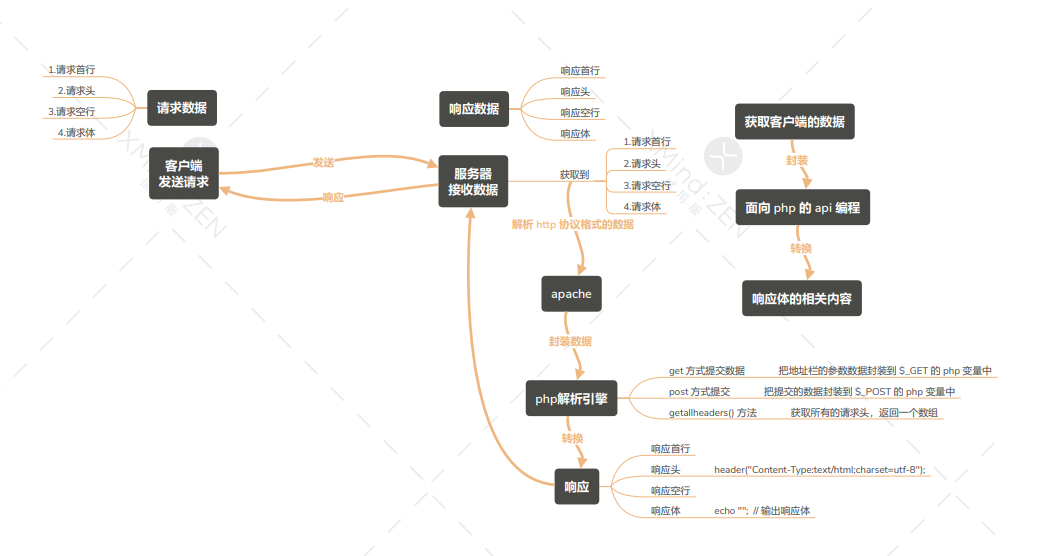 1.请求首行
2.请求头
3.请求空行
4.请求体
请求数据
客户端
发送请求
发送
响应
响应数据
响应首行
响应头
响应空行
响应体
服务器
接收数据
获取到
1.请求首行
2.请求头
3.请求空行
4.请求体
解析 http 协议格式的数据
apache
封装数据
php解析引擎
get 方式提交数据 把地址栏的参数数据封装到 $_GET 的 php 变量中
post 方式提交 把提交的数据封装到 $_POST 的 php 变量中
getallheaders() 方法 获取所有的请求头，返回一个数组
转换
响应
响应首行
响应头 header("Content-Type:text/html;charset=utf-8");
响应空行
响应体 echo ""; // 输出响应体
获取客户端的数据
封装
面向 php 的 api 编程
转换
响应体的相关内容
XMind:ZEN
试用版
XMind:ZEN
试用版